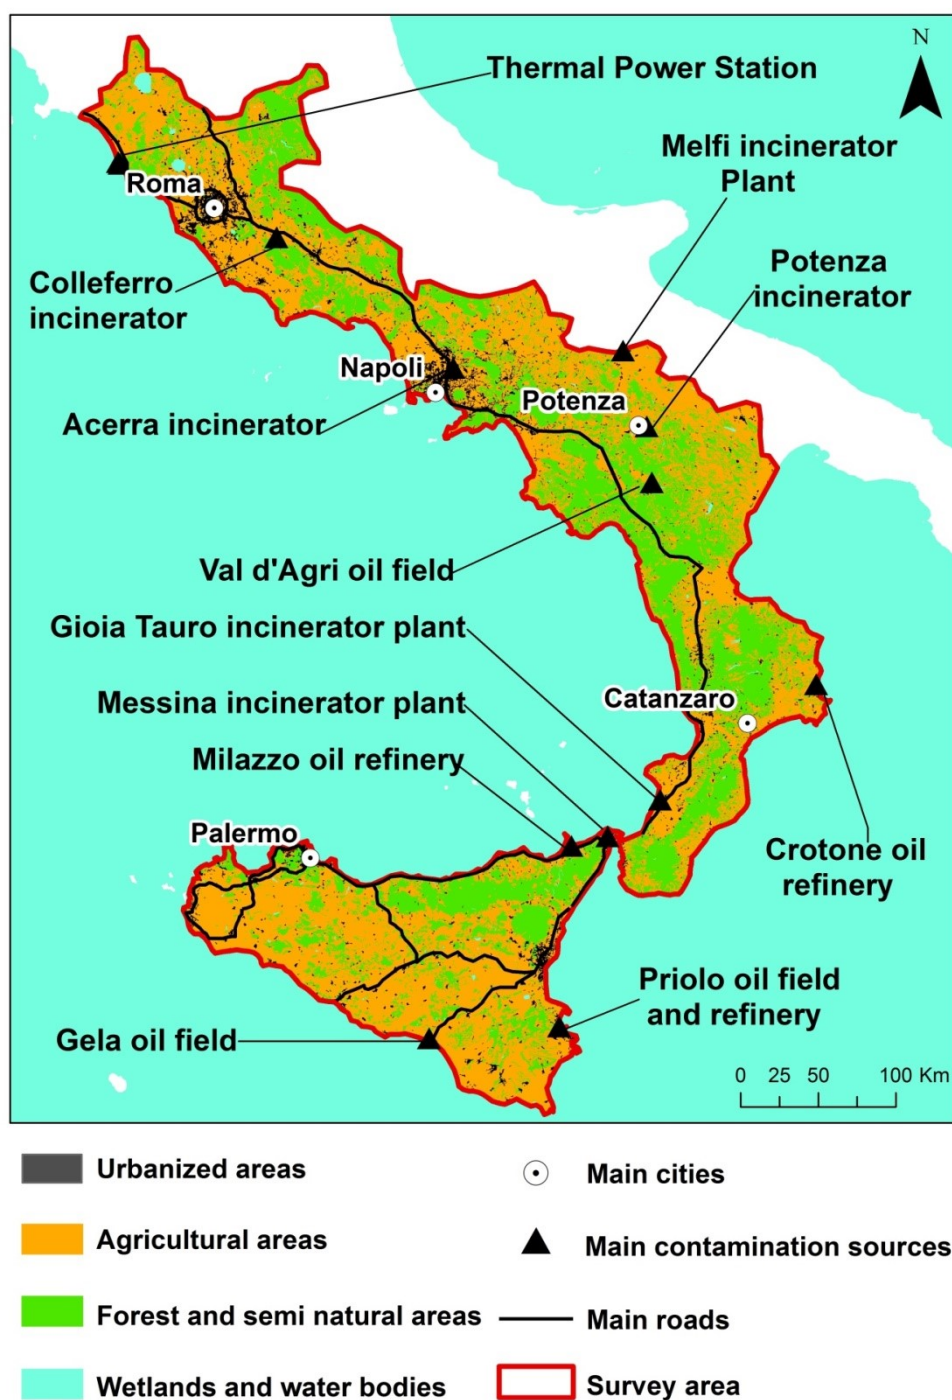 N
Thermal Power Station
Melfi incinerator
Plant
Roma
Potenza
incinerator
Colleferro
incinerator
Napoli
Potenza
Acerra incinerator
Val d'Agri oil field
Gioia Tauro incinerator plant
Messina incinerator plant
Catanzaro
Milazzo oil refinery
Palermo
Crotone oil
refinery
Priolo oil field
and refinery
Gela oil field
0 25 50 100 Km
Urbanized areas
Main cities
Agricultural areas
Main contamination sources
Forest and semi natural areas
Main roads
Wetlands and water bodies
Survey area